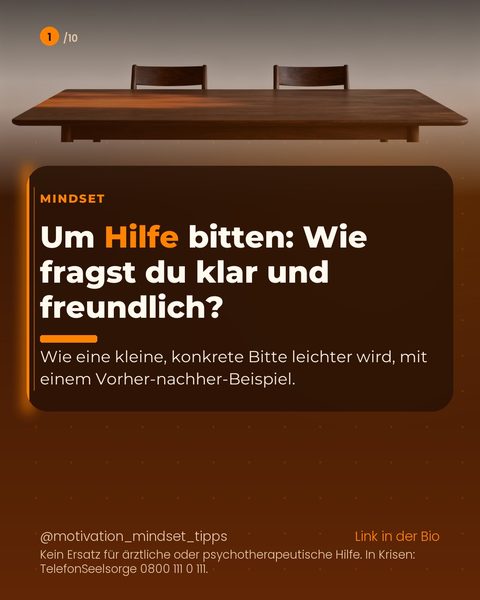 1 /10
MINDSET
Um Hilfe bitten: Wie
fragst du klar und
freundlich?
Wie eine kleine, konkrete Bitte leichter wird, mit
einem Vorher-nachher-Beispiel.
@motivation_mindset_tipps
Link in der Bio
Kein Ersatz für ärztliche oder psychotherapeutische Hilfe. In Krisen:
TelefonSeelsorge 0800 111 0 111.